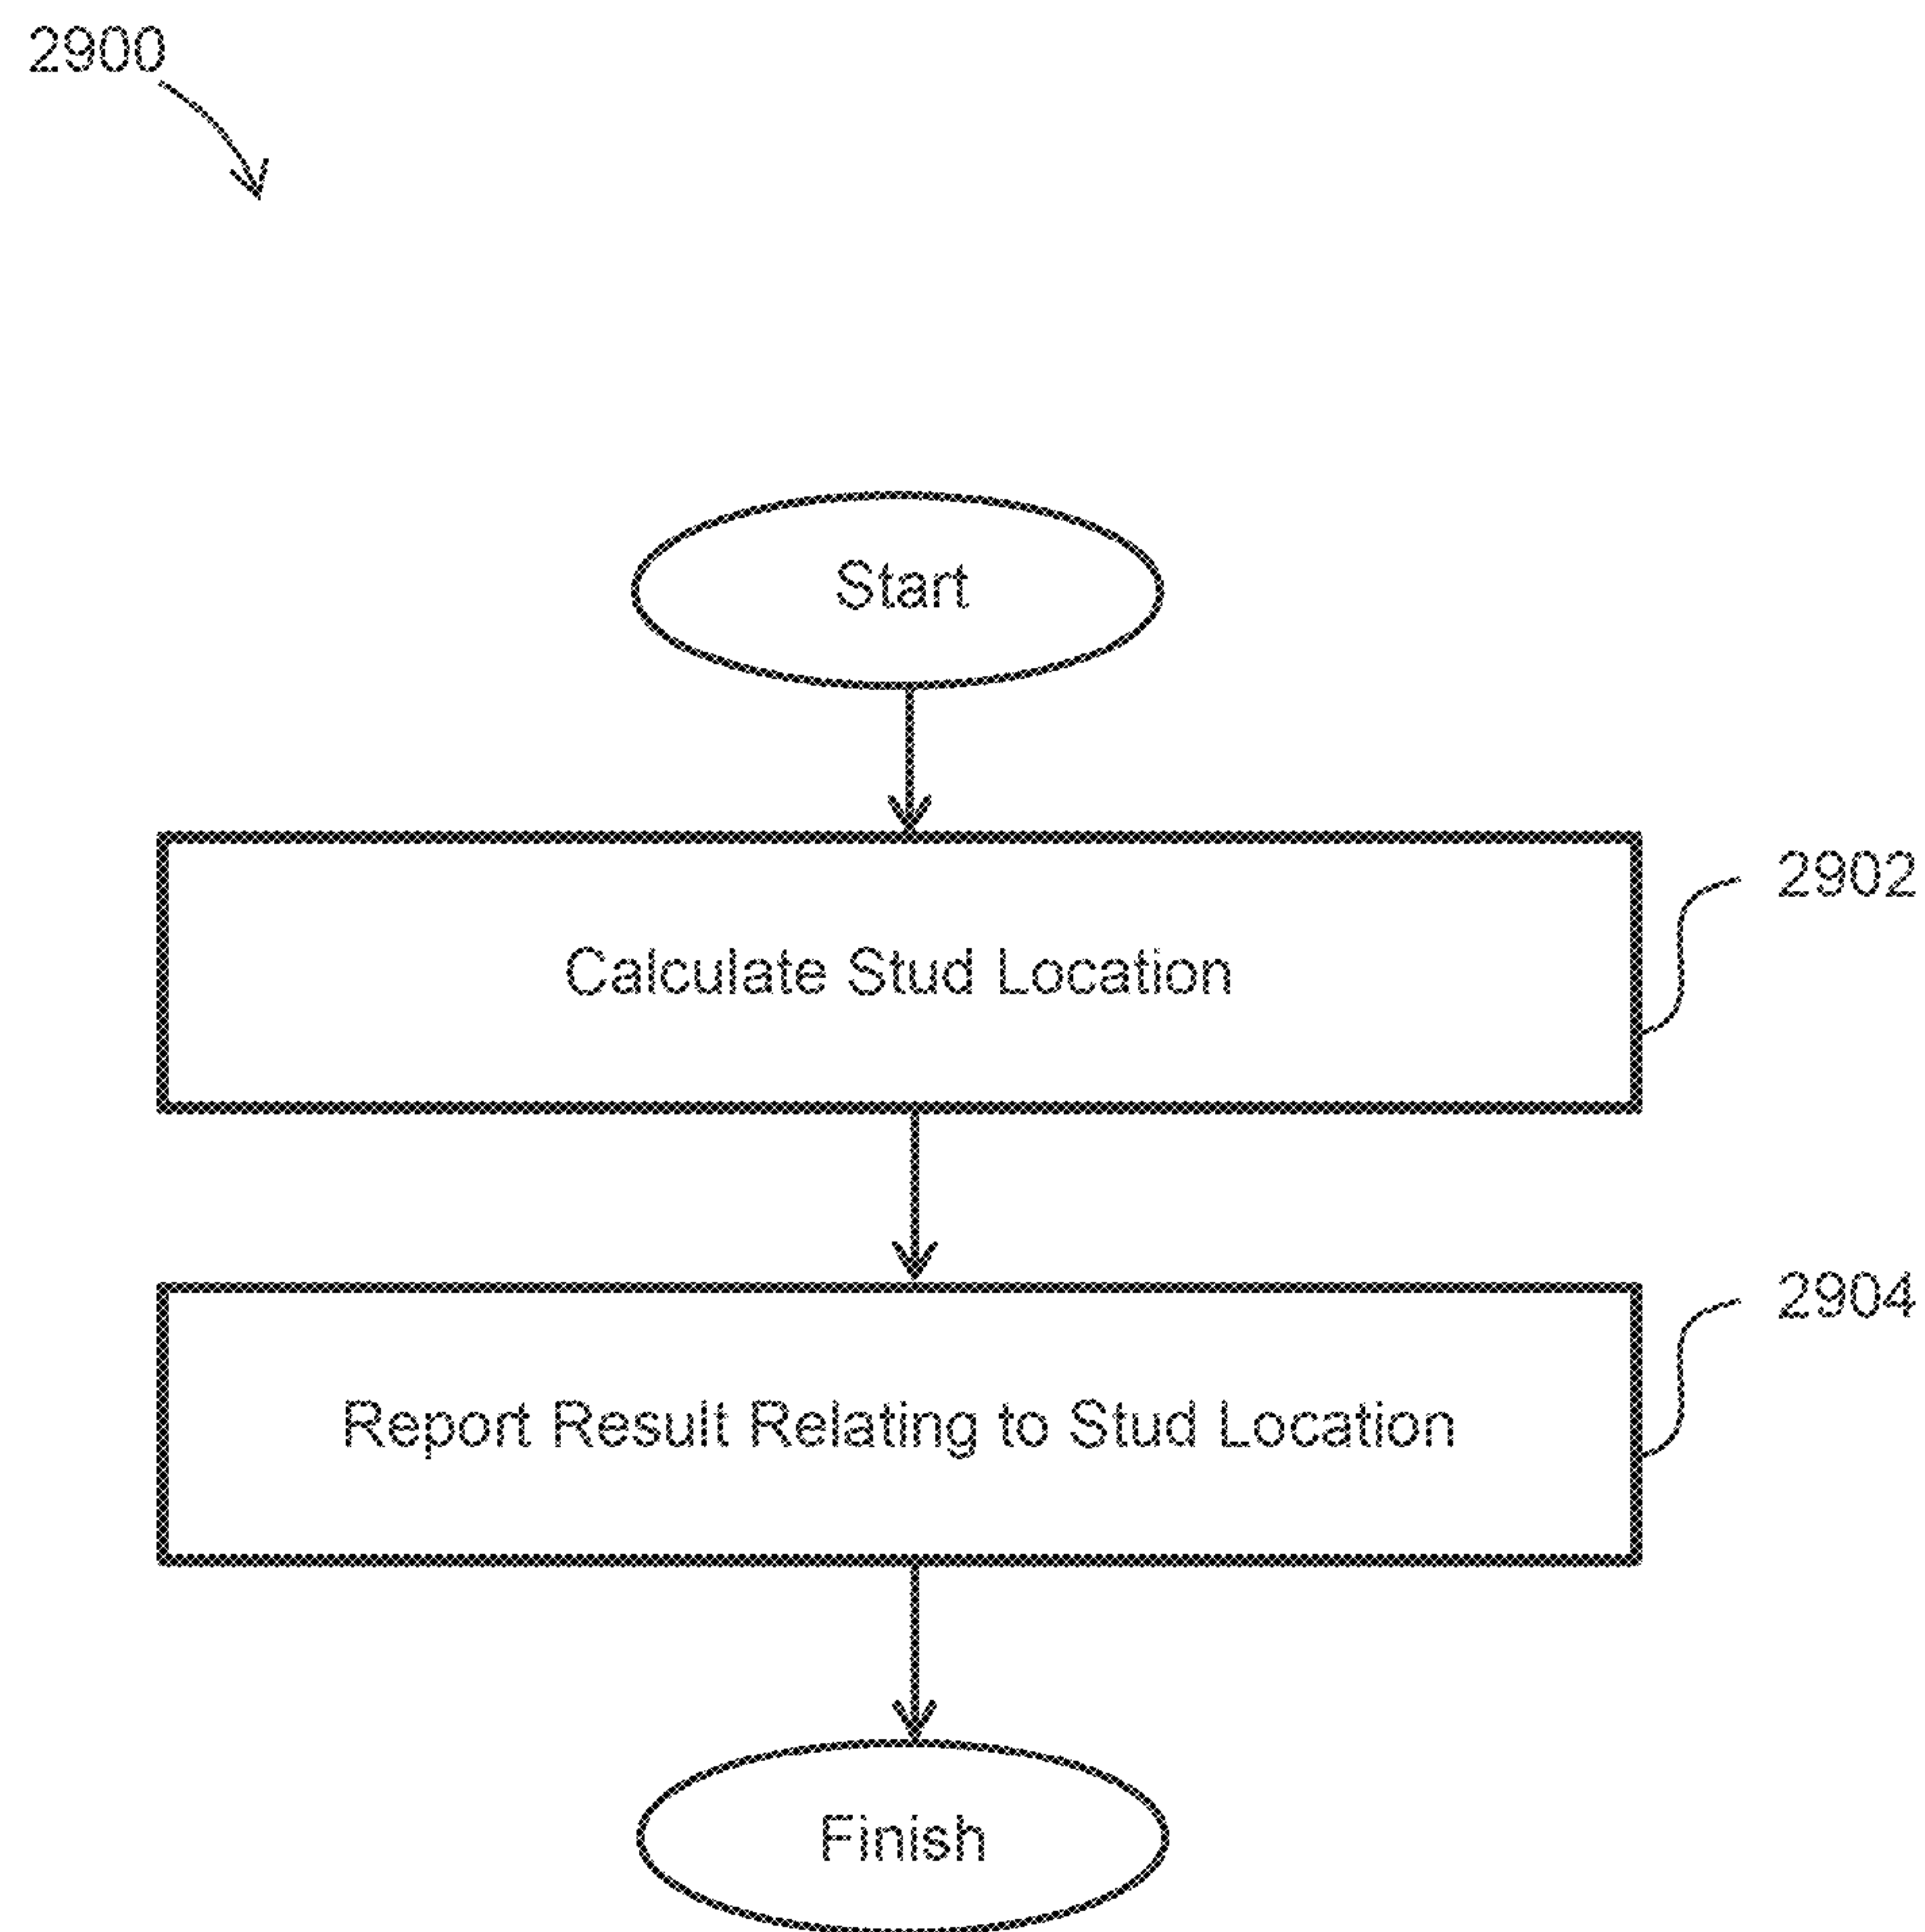 2900
Start
2902
Calculate Stud Location
2904
Report Result Relating to Stud Location
Finish